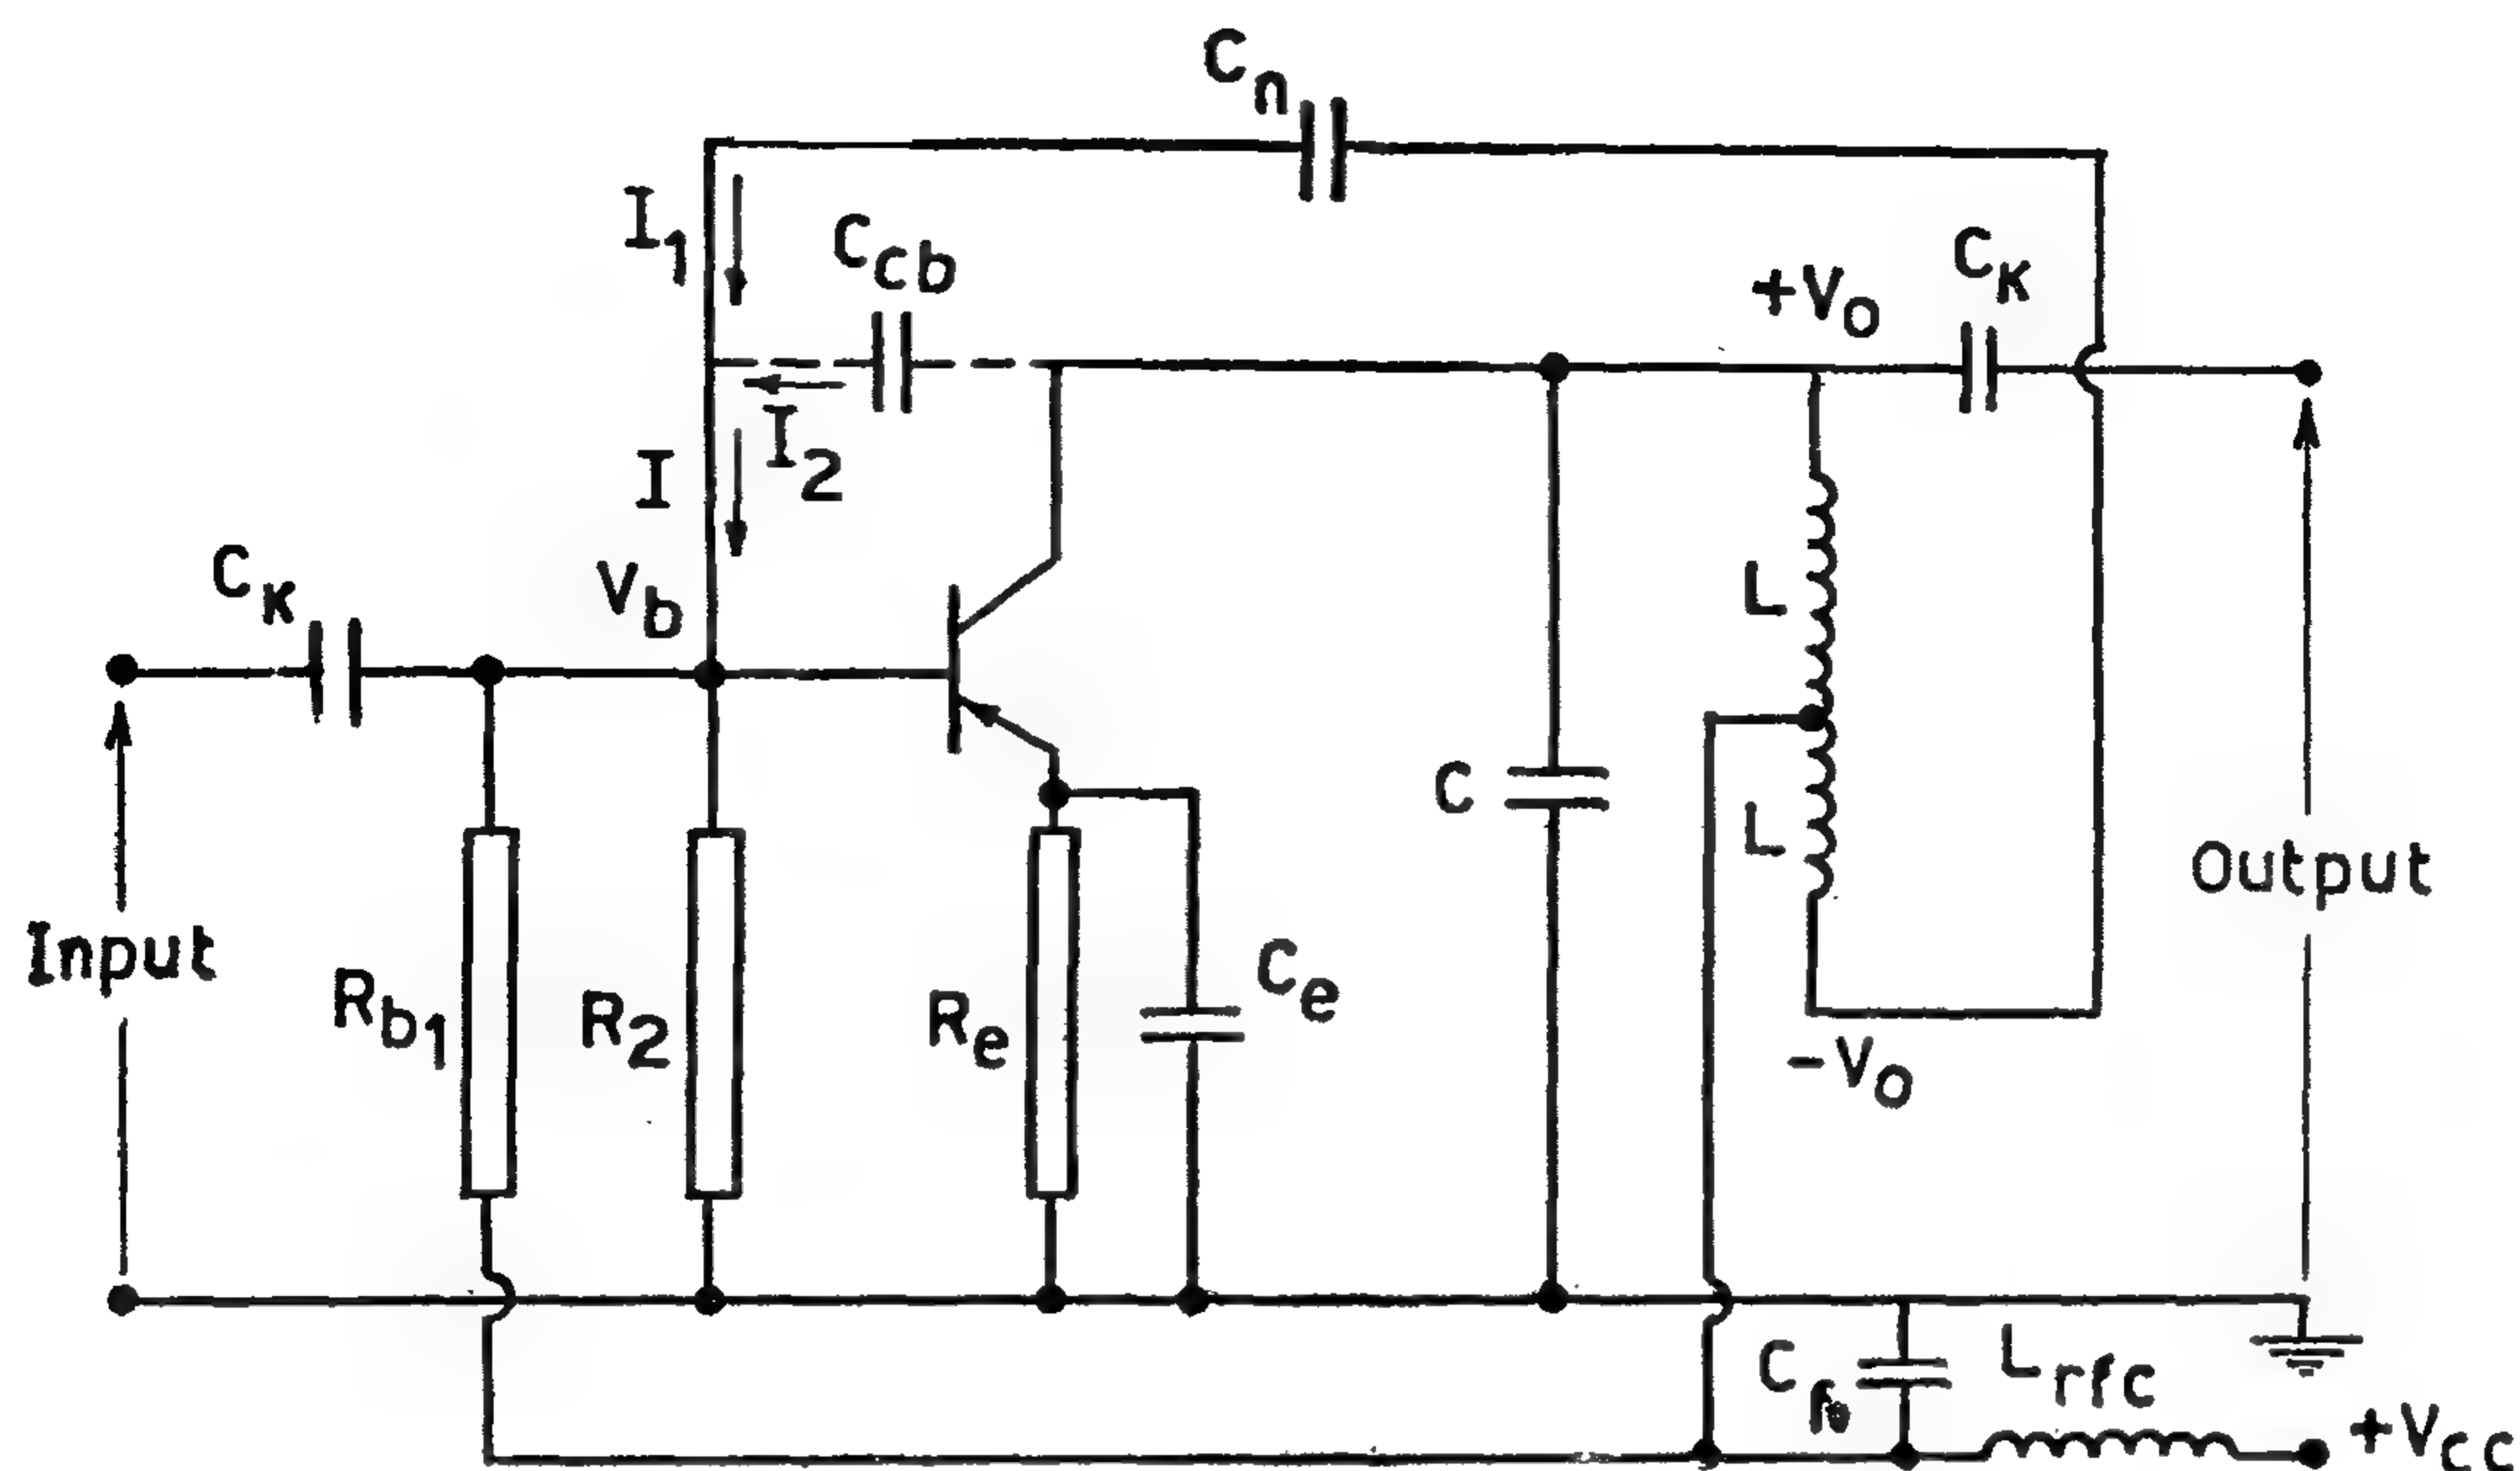 Cn
I1
Ccb
+Vo
CK
I2
I
CK
Vb
L
C
L
Output
Input
Rb1
R2
Re
Ce
-Vo
Lrfc
+Vcc